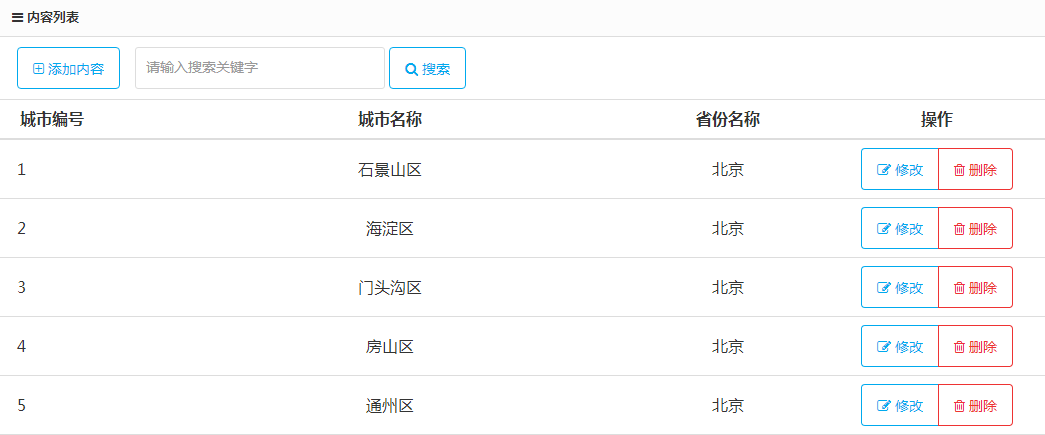 内容列表
添加内容 请输入搜索关键字 搜索
城市编号 城市名称 省份名称 操作
1 石景山区 北京 修改 删除
2 海淀区 北京 修改 删除
3 门头沟区 北京 修改 删除
4 房山区 北京 修改 删除
5 通州区 北京 修改 删除